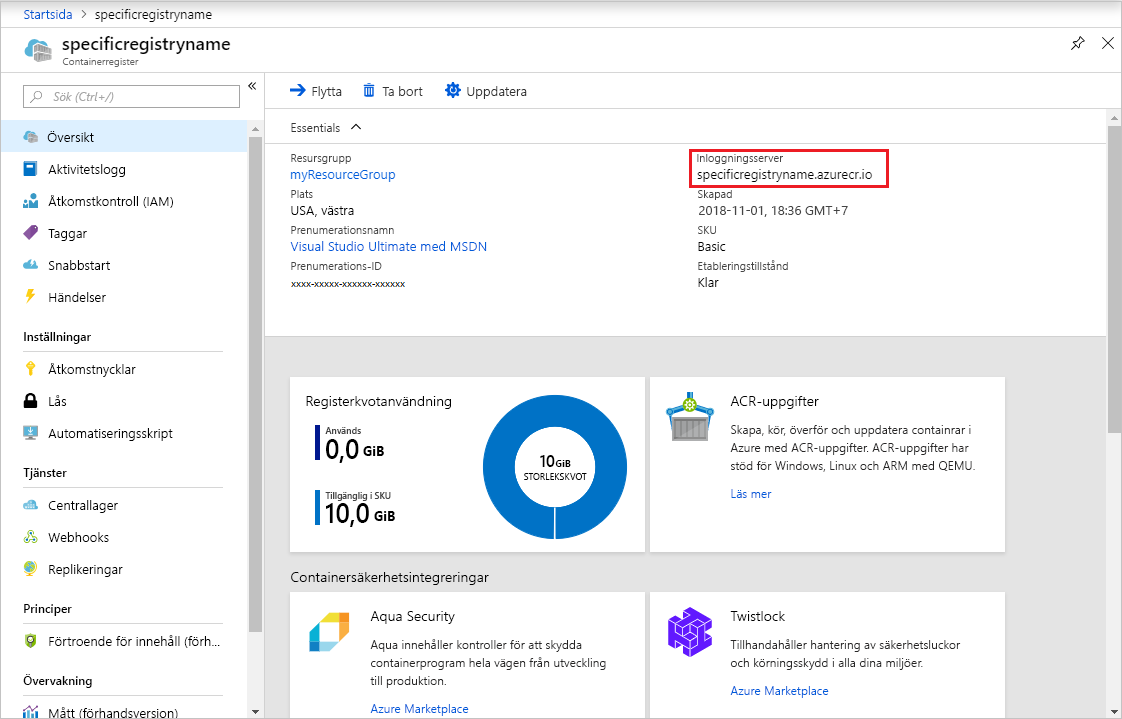 Startsida > specificregistryname
specificregistryname
Containerregister
Sök (Ctrl+/)
«
Översikt
Aktivitetslogg
Åtkomstkontroll (IAM)
Taggar
Snabbstart
Händelser
Inställningar
Åtkomstnycklar
Lås
Automatiseringsskript
Tjänster
Centrallager
Webhooks
Replikeringar
Principer
Förtroende för innehåll (förh...
Övervakning
Mått (förhandsversion)
Flytta Ta bort Uppdatera
Essentials
Resursgrupp
myResourceGroup
Plats
USA, västra
Prenumerationsnamn
Visual Studio Ultimate med MSDN
Prenumerations-ID
xxxx-xxxxx-xxxxxx-xxxxxx
Inloggningsserver
specificregistryname.azurecr.io
Skapad
2018-11-01, 18:36 GMT+7
SKU
Basic
Etableringstillstånd
Klar
Registerkvotanvändning
Används
0,0 GiB
Tillgänglig i SKU
10,0 GiB
10 GiB
STORLEKSKVOT
ACR-uppgifter
Skapa, kör, överför och uppdatera containrar i
Azure med ACR-uppgifter. ACR-uppgifter har
stöd för Windows, Linux och ARM med QEMU.
Läs mer
Containersäkerhetsintegreringar
Aqua Security
Aqua innehåller kontroller för att skydda
containerprogram hela vägen från utveckling
till produktion.
Azure Marketplace
Twistlock
Tillhandahåller hantering av säkerhetsluckor
och körningsskydd i alla dina miljöer.
Azure Marketplace